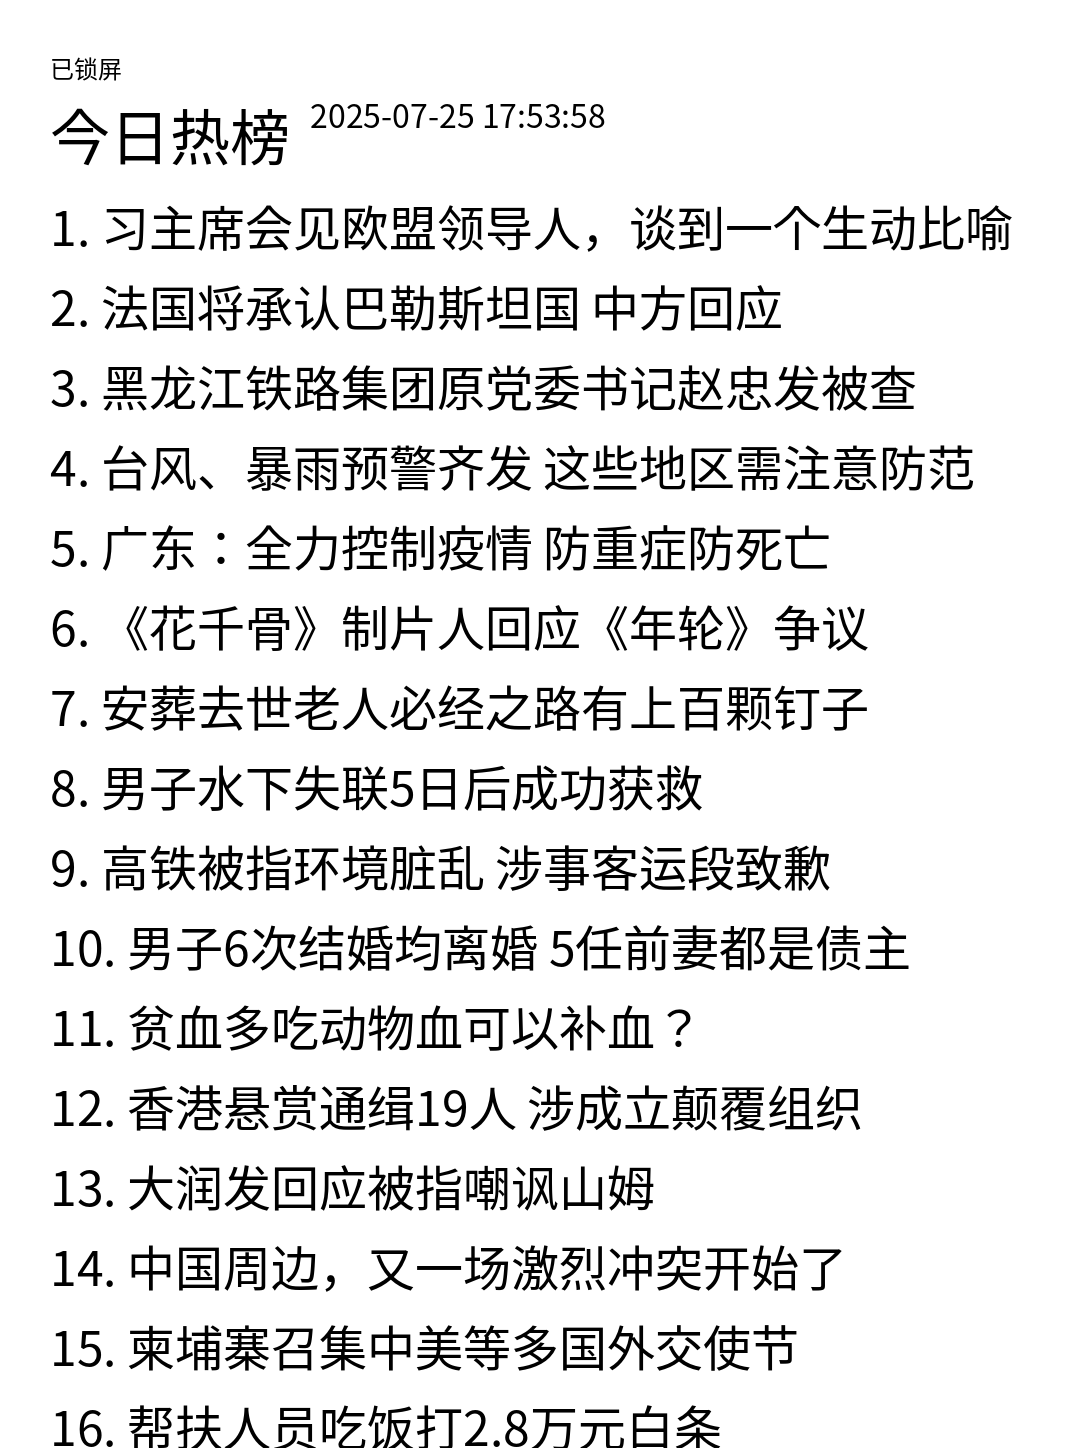 已锁屏
今日热榜 2025-07-25 17:53:58
1. 习主席会见欧盟领导人，谈到一个生动比喻
2. 法国将承认巴勒斯坦国 中方回应
3. 黑龙江铁路集团原党委书记赵忠发被查
4. 台风、暴雨预警齐发 这些地区需注意防范
5. 广东：全力控制疫情 防重症防死亡
6. 《花千骨》制片人回应《年轮》争议
7. 安葬去世老人必经之路有上百颗钉子
8. 男子水下失联5日后成功获救
9. 高铁被指环境脏乱 涉事客运段致歉
10. 男子6次结婚均离婚 5任前妻都是债主
11. 贫血多吃动物血可以补血？
12. 香港悬赏通缉19人 涉成立颠覆组织
13. 大润发回应被指嘲讽山姆
14. 中国周边，又一场激烈冲突开始了
15. 柬埔寨召集中美等多国外交使节
16. 帮扶人员吃饭打2.8万元白条